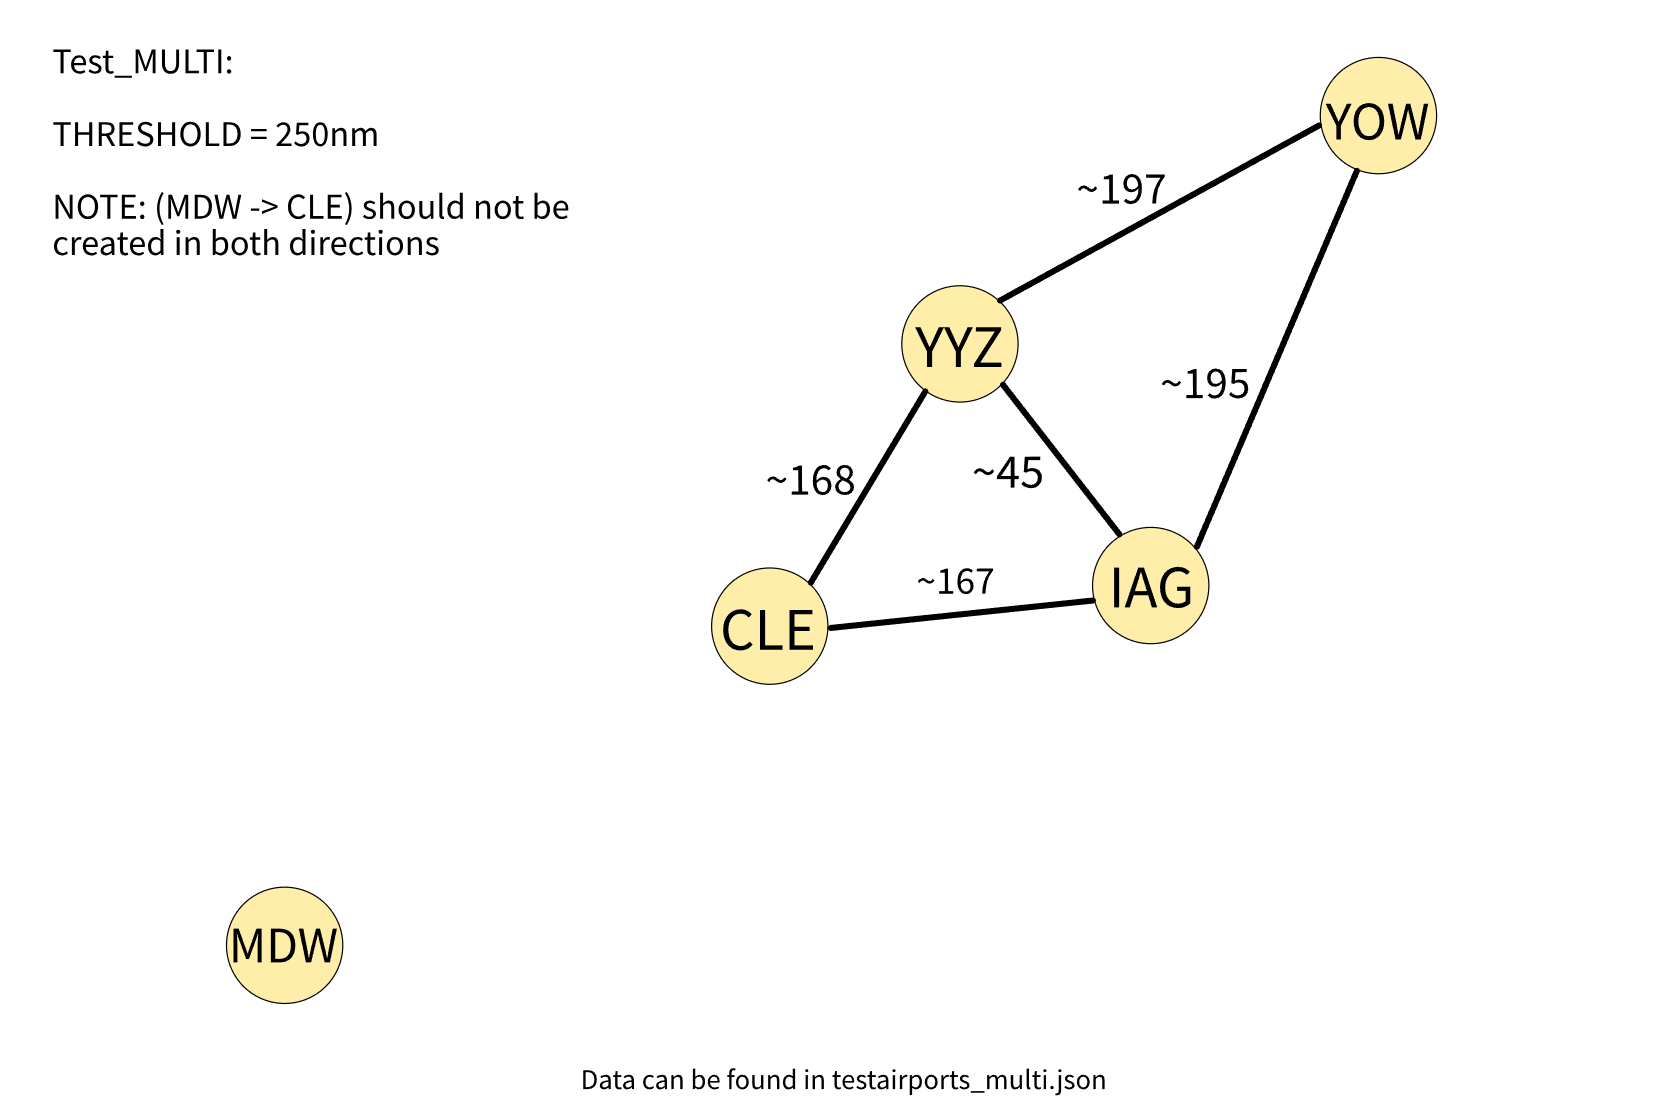 Test_MULTI:
THRESHOLD = 250nm
NOTE: (MDW -> CLE) should not be
created in both directions
YOW
~197
YYZ
~195
~168
~45
~167
IAG
CLE
MDW
Data can be found in testairports_multi.json